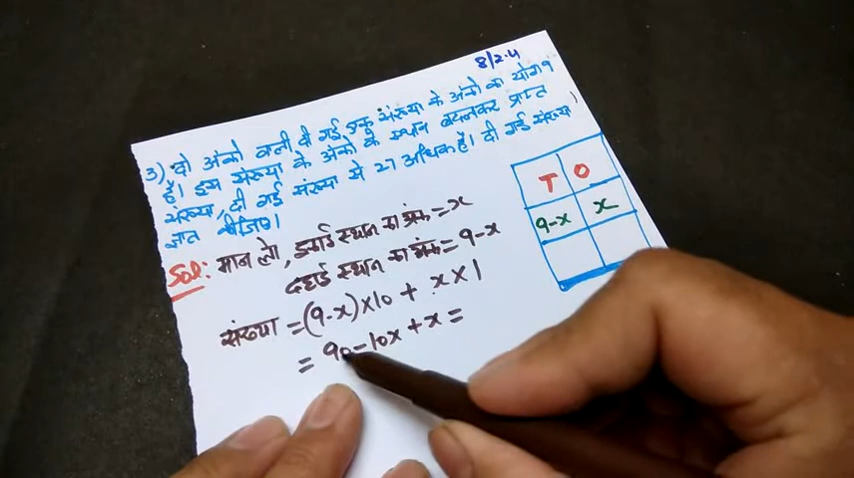 8/2.4
3) दो अंको वाली दी गई एक संख्या के अंको का योग 9
है। इस संख्या के अंको के स्थान बदलकर प्राप्त
संख्या, दी गई संख्या से 27 अधिक है। दी गई संख्या
ज्ञात कीजिए।
T O
9-x x
Sol: मान लो, इकाई स्थान का अंक = x
दहाई स्थान का अंक = 9-x
संख्या = (9-x)×10 + x×1
= 90-10x+x=